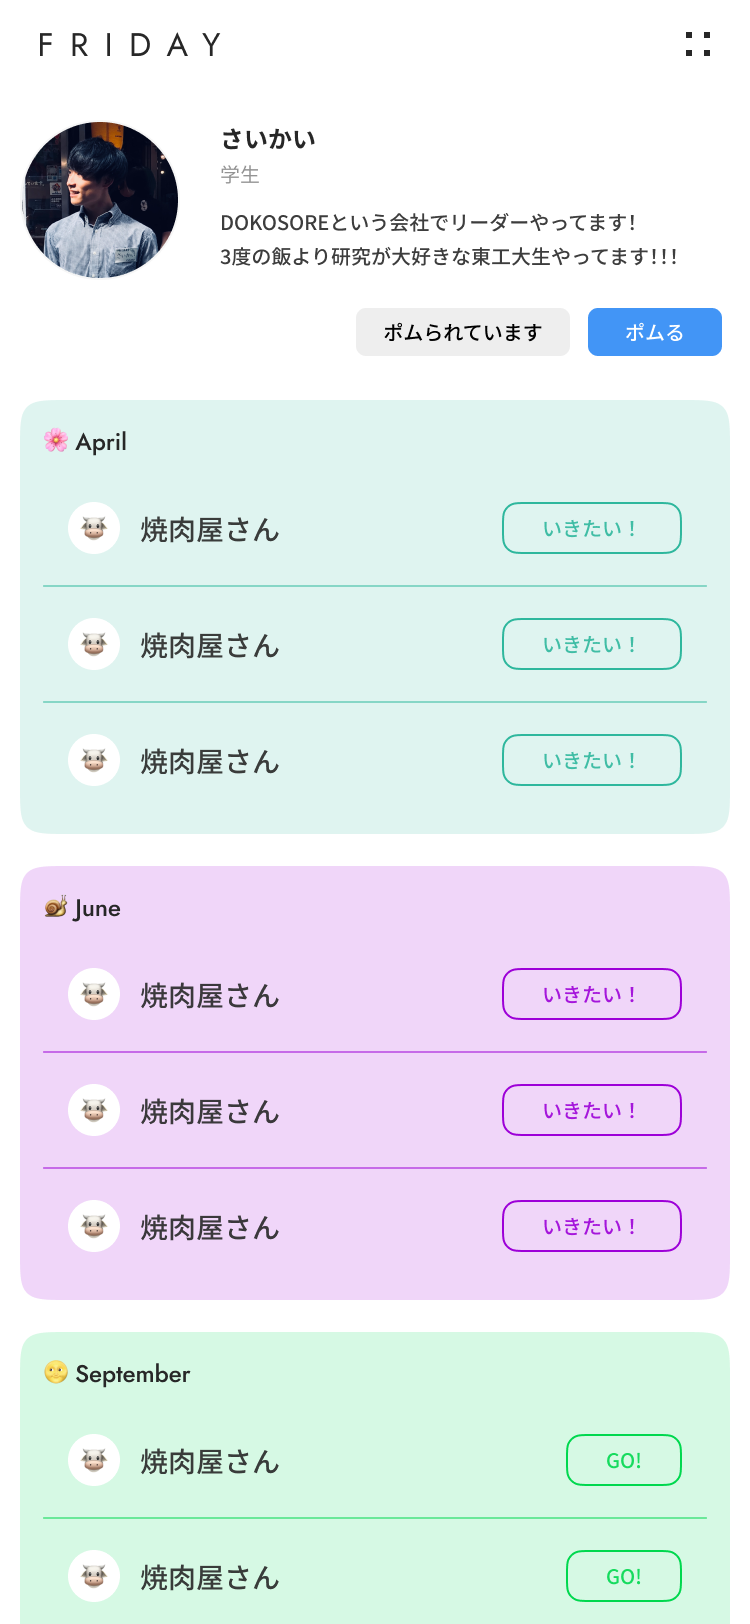 FRIDAY
さいかい
学生
DOKOSOREという会社でリーダーやってます！
3度の飯より研究が大好きな東工大生やってます！！！
ポムられています
ポムる
April
焼肉屋さん
いきたい！
焼肉屋さん
いきたい！
焼肉屋さん
いきたい！
June
焼肉屋さん
いきたい！
焼肉屋さん
いきたい！
焼肉屋さん
いきたい！
September
焼肉屋さん
GO!
焼肉屋さん
GO!